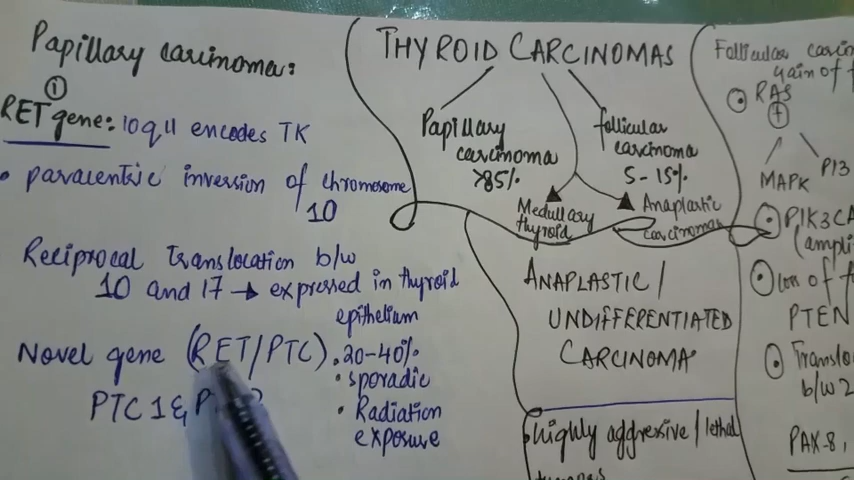 Papillary carcinoma:
①
RET gene: 10q11 encodes TK
• paracentric inversion of chromosome
10
Reciprocal translocation b/w
10 and 17 → expressed in thyroid
epithelium
Novel gene (RET/PTC) • 20-40%
• sporadic
PTC 1 &
• Radiation
exposure
THYROID CARCINOMAS
Papillary
carcinoma
>85%
follicular
carcinoma
5-15%
Medullary
thyroid
Anaplastic
carcinomas
ANAPLASTIC/
UNDIFFERENTIATED
CARCINOMA
highly aggressive/lethal
Follicular
gain of
RAS
+
MAPK
PI3
PIK3CA
loss of
PTEN
b/w 2
PAX-8,